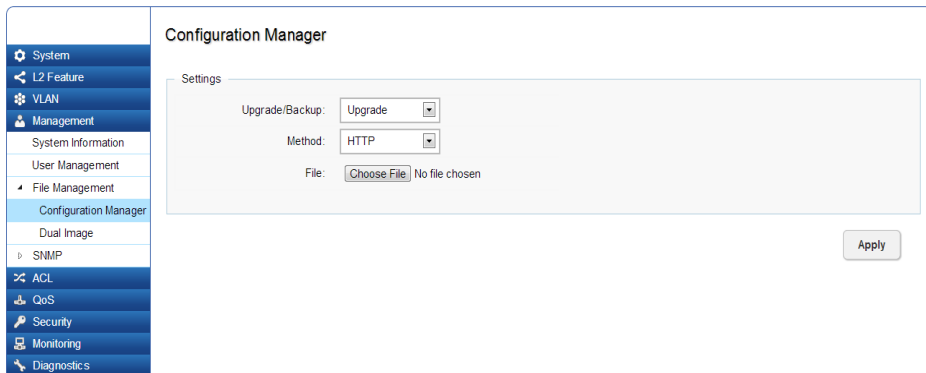 Configuration Manager
System
L2 Feature
VLAN
Management
System Information
User Management
File Management
Configuration Manager
Dual Image
SNMP
ACL
QoS
Security
Monitoring
Diagnostics
Settings
Upgrade/Backup: Upgrade
Method: HTTP
File: Choose File No file chosen
Apply